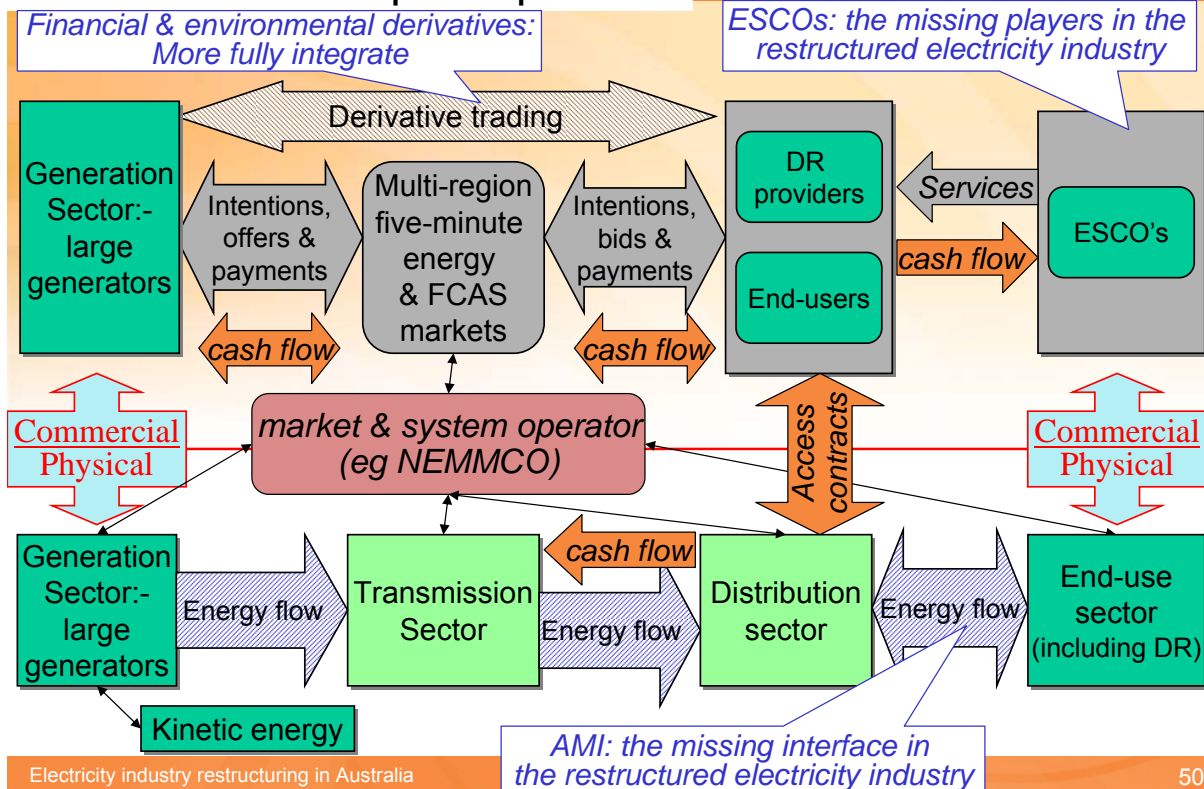 Financial & environmental derivatives:
More fully integrate
ESCOs: the missing players in the
restructured electricity industry
Derivative trading
Generation
Sector:-
large
generators
Intentions,
offers &
payments
cash flow
Multi-region
five-minute
energy
& FCAS
markets
Intentions,
bids &
payments
cash flow
DR
providers
End-users
Services
cash flow
ESCO's
Commercial
Physical
market & system operator
(eg NEMMCO)
Access
contracts
Commercial
Physical
Generation
Sector:-
large
generators
Energy flow
Transmission
Sector
cash flow
Energy flow
Distribution
sector
Energy flow
End-use
sector
(including DR)
Kinetic energy
AMI: the missing interface in
the restructured electricity industry
Electricity industry restructuring in Australia
50